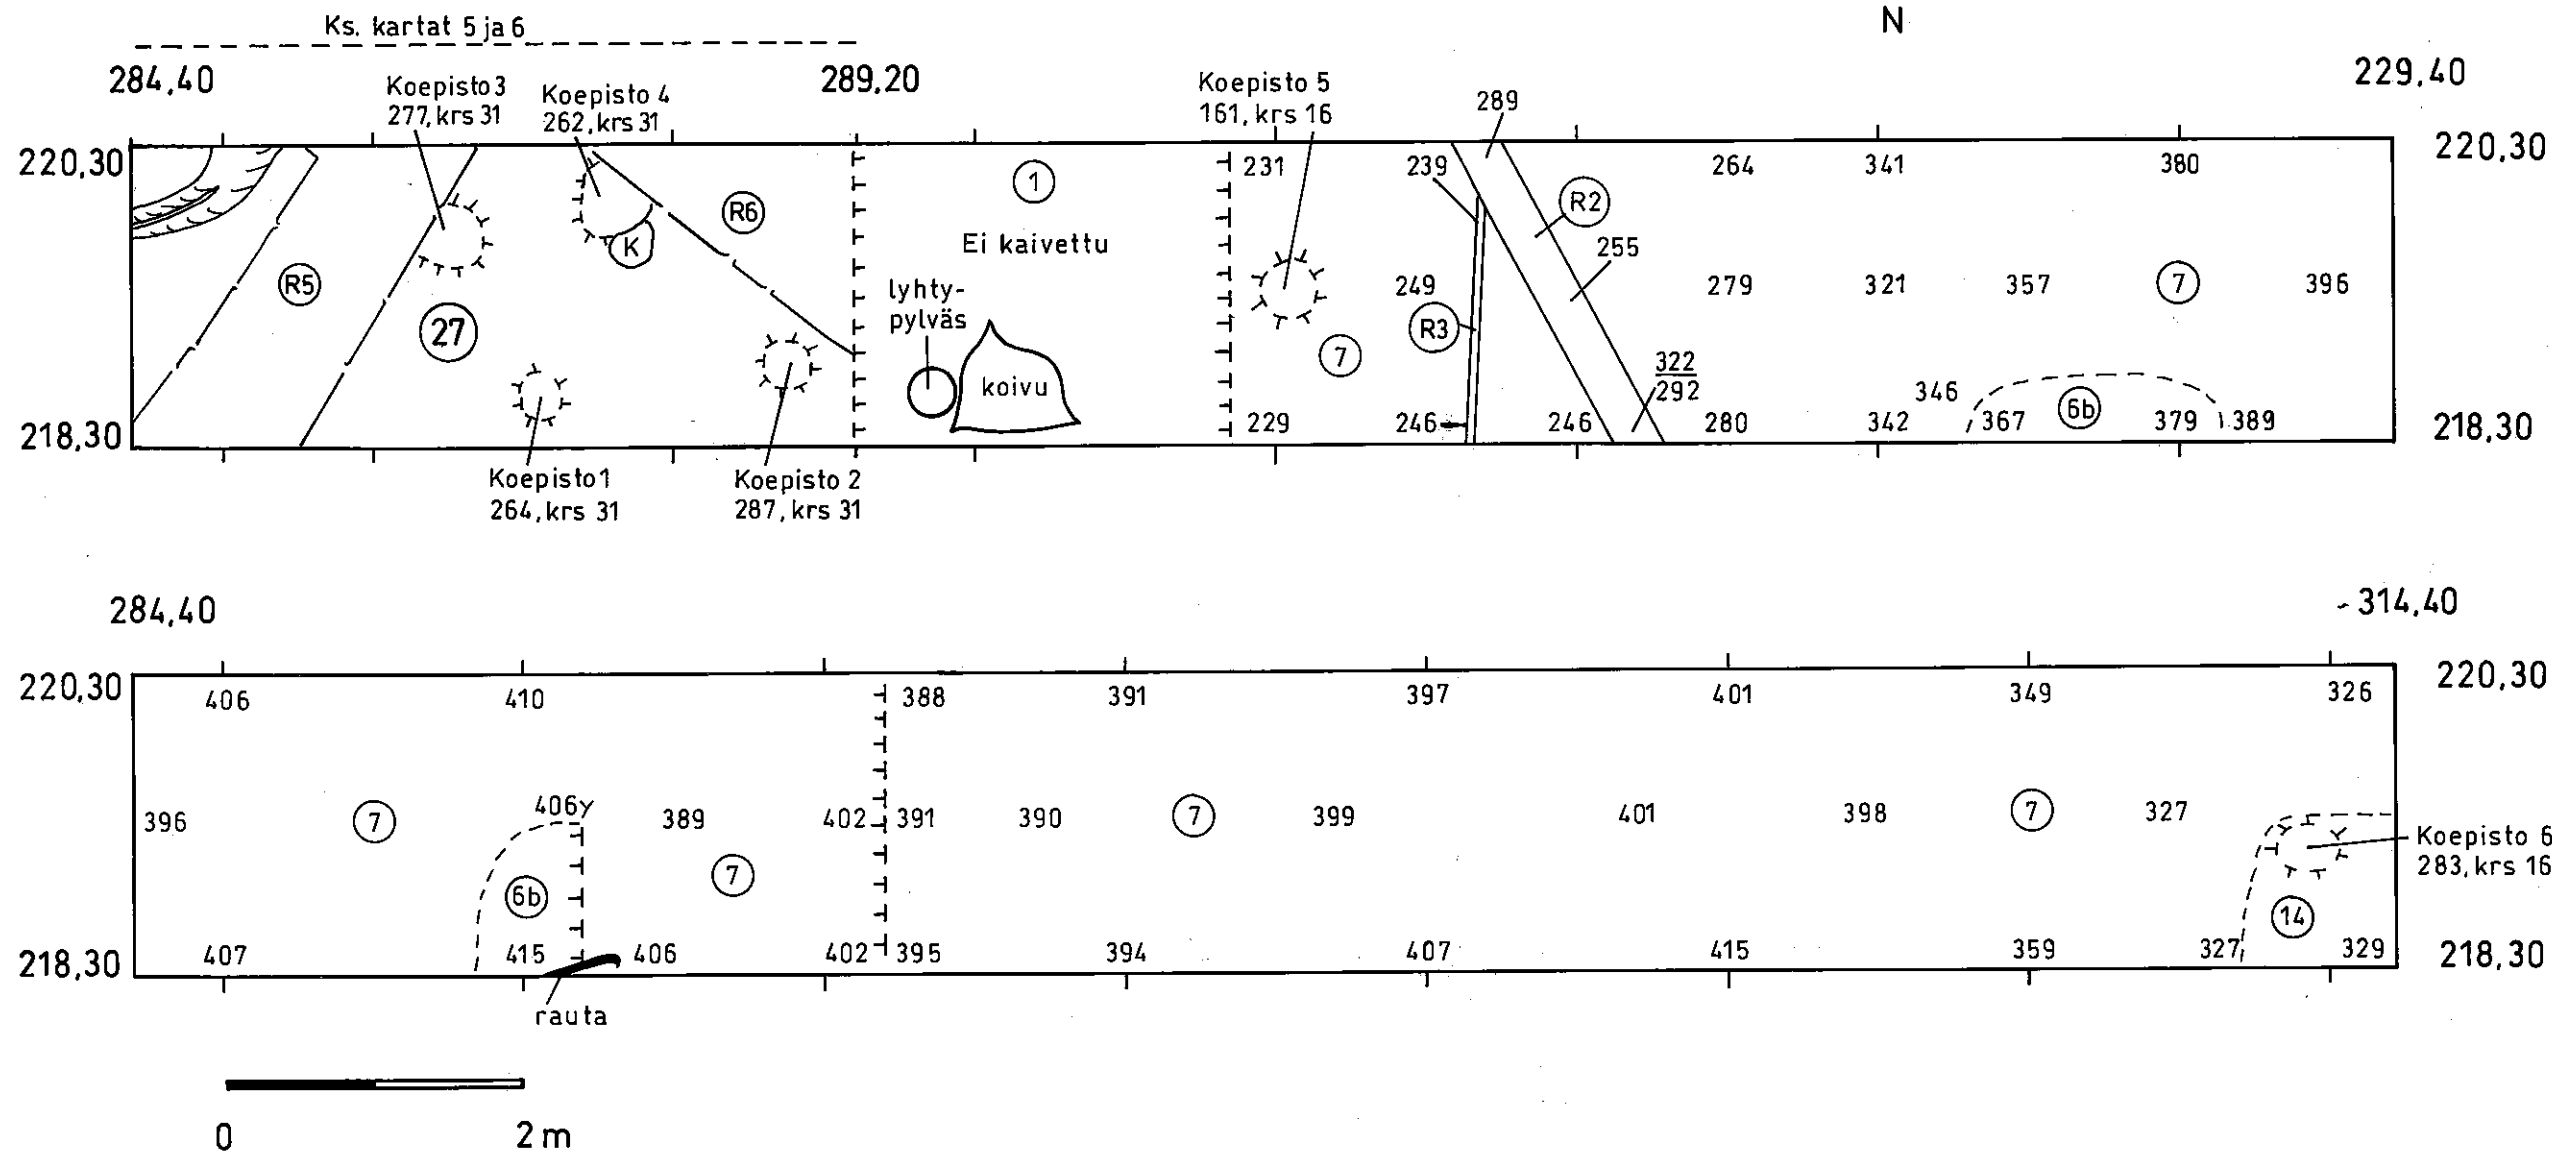 Ks. kartat 5 ja 6
N
284,40
289,20
229,40
Koepisto 3
277, krs 31
Koepisto 4
262, krs 31
Koepisto 5
161, krs 16
289
220,30
220,30
231
239
264
341
380
1
R6
R2
K
Ei kaivettu
255
R5
249
279
321
357
7
396
27
lyhty-
pylväs
R3
7
koivu
322
292
346
6b
218,30
229
246
246
280
342
367
379
389
218,30
Koepisto 1
264, krs 31
Koepisto 2
287, krs 31
284,40
314,40
220,30
220,30
406
410
388
391
397
401
349
326
396
7
406y
389
402
391
390
7
399
401
398
7
327
Koepisto 6
283, krs 16
7
6b
14
218,30
407
415
406
402
395
394
407
415
359
327
329
218,30
rauta
0
2 m